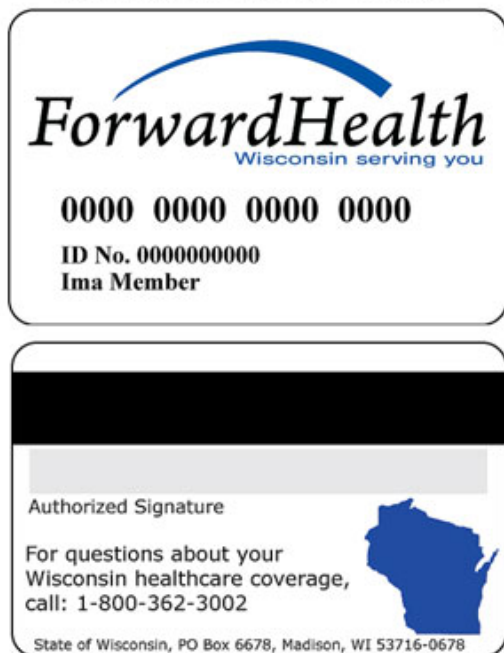 ForwardHealth
Wisconsin serving you
0000 0000 0000 0000
ID No. 0000000000
Ima Member
Authorized Signature
For questions about your
Wisconsin healthcare coverage,
call: 1-800-362-3002
State of Wisconsin, PO Box 6678, Madison, WI 53716-0678